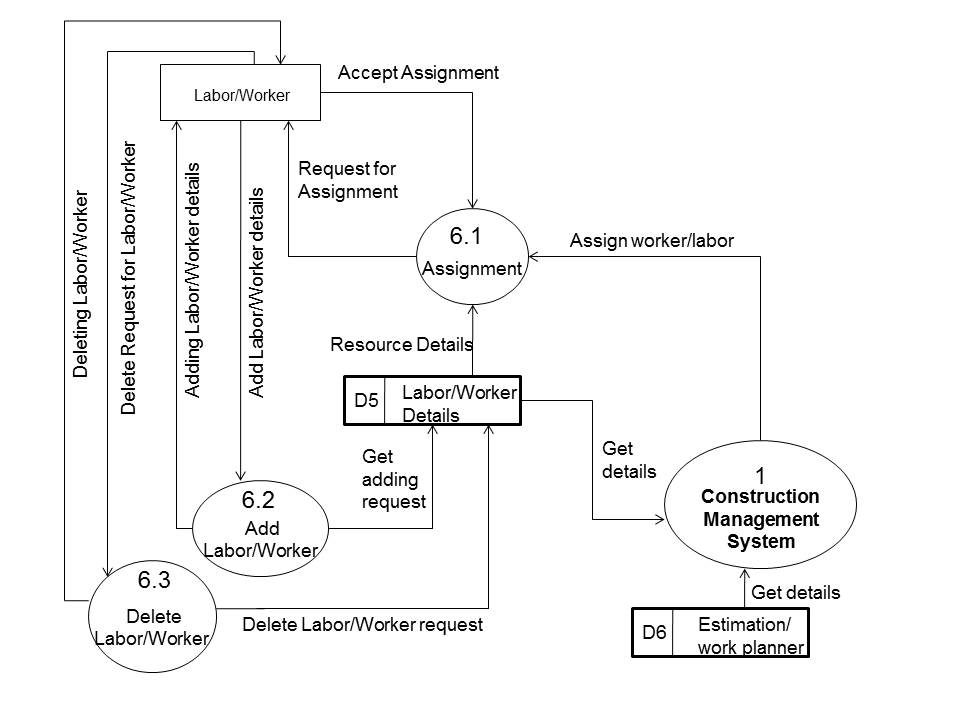 Accept Assignment
Labor/Worker
Request for
Assignment
Deleting Labor/Worker
Delete Request for Labor/Worker
Adding Labor/Worker details
Add Labor/Worker details
6.1
Assignment
Assign worker/labor
Resource Details
D5
Labor/Worker
Details
Get
adding
request
Get
details
1
Construction
Management
System
6.2
Add
Labor/Worker
6.3
Delete
Labor/Worker
Delete Labor/Worker request
Get details
D6
Estimation/
work planner